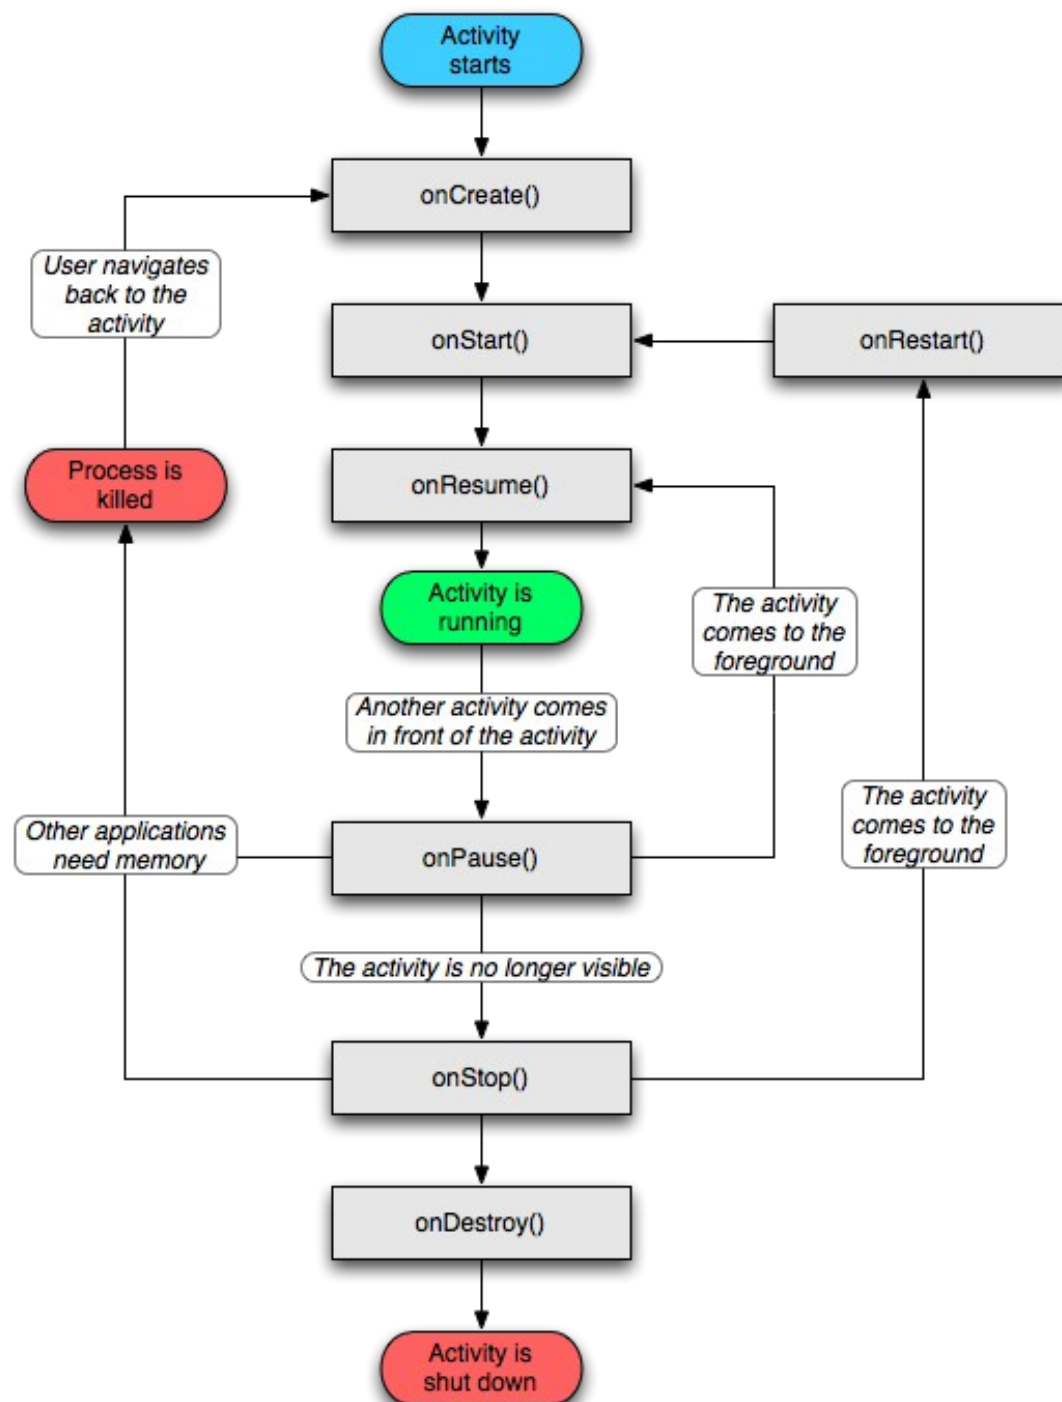 Activity
starts
onCreate()
User navigates
back to the
activity
onStart()
onRestart()
Process is
killed
onResume()
Activity is
running
The activity
comes to the
foreground
Another activity comes
in front of the activity
The activity
comes to the
foreground
Other applications
need memory
onPause()
The activity is no longer visible
onStop()
onDestroy()
Activity is
shut down